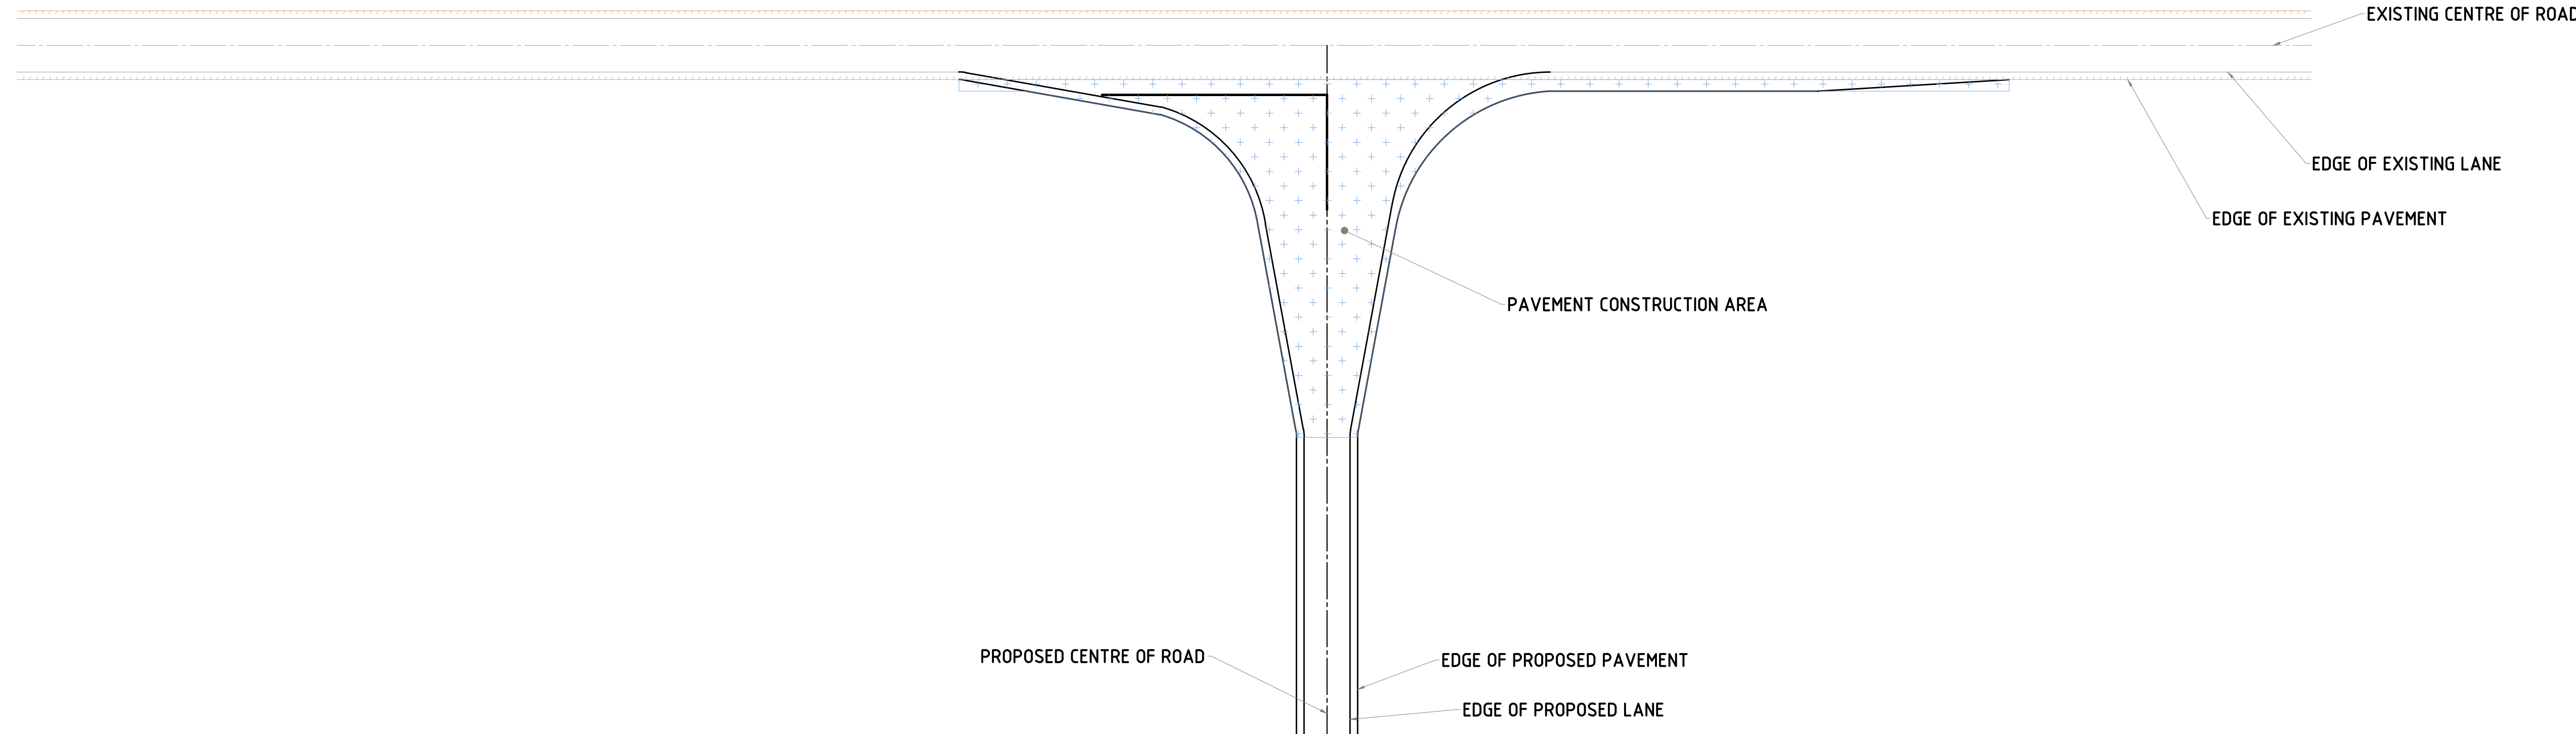 EXISTING CENTRE OF ROAD
EDGE OF EXISTING LANE
EDGE OF EXISTING PAVEMENT
PAVEMENT CONSTRUCTION AREA
PROPOSED CENTRE OF ROAD
EDGE OF PROPOSED PAVEMENT
EDGE OF PROPOSED LANE